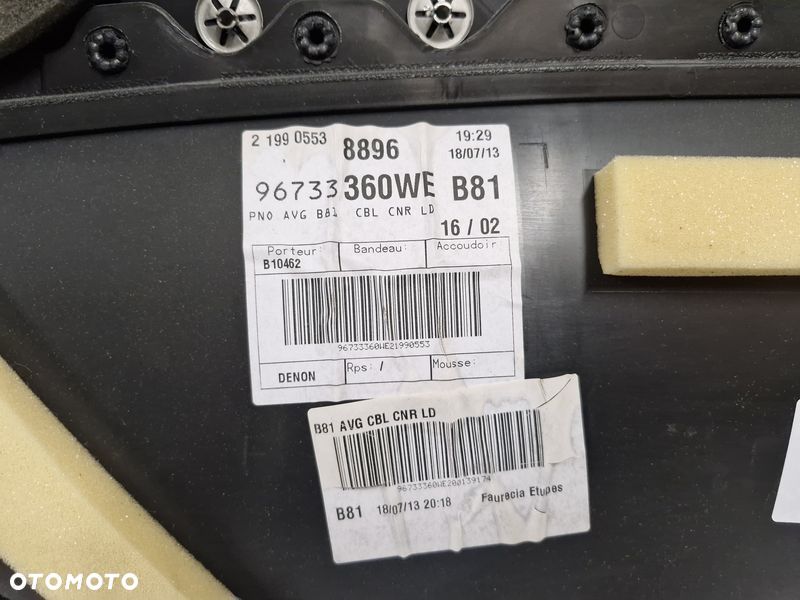 2 199 0553
8896
19:29
18/07/13
96733360WE B81
PNO AVG B81 CBL CNR LD
16 / 02
Porteur: Bandeau: Accoudoir
B10462
96733360WE21990553
DENON Rps: / Mousse:
B81 AVG CBL CNR LD
96733360WE200139174
B81 18/07/13 20:18 Faurecia Etupes
OTOMOTO